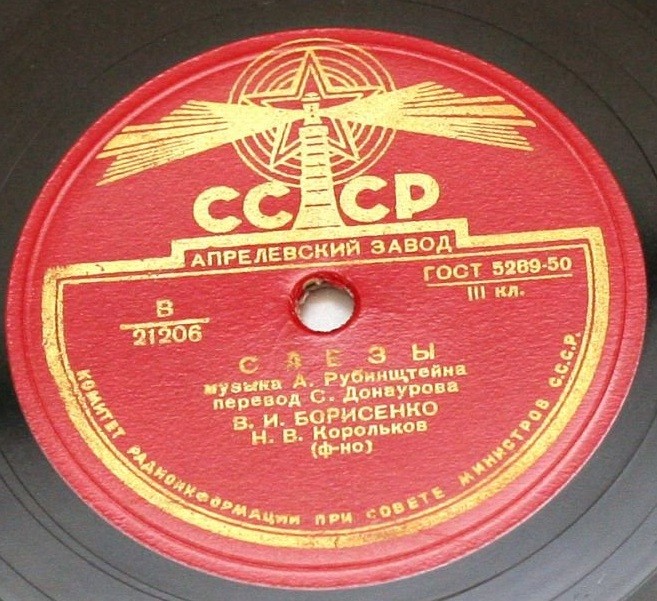 СССР
АПРЕЛЕВСКИЙ ЗАВОД
ГОСТ 5289-50
III кл.
В
21206
СЛЕЗЫ
музыка А. Рубинштейна
перевод С. Донаурова
В. И. БОРИСЕНКО
Н. В. Корольков
(ф-но)
КОМИТЕТ РАДИОИНФОРМАЦИИ ПРИ СОВЕТЕ МИНИСТРОВ С.С.С.Р.